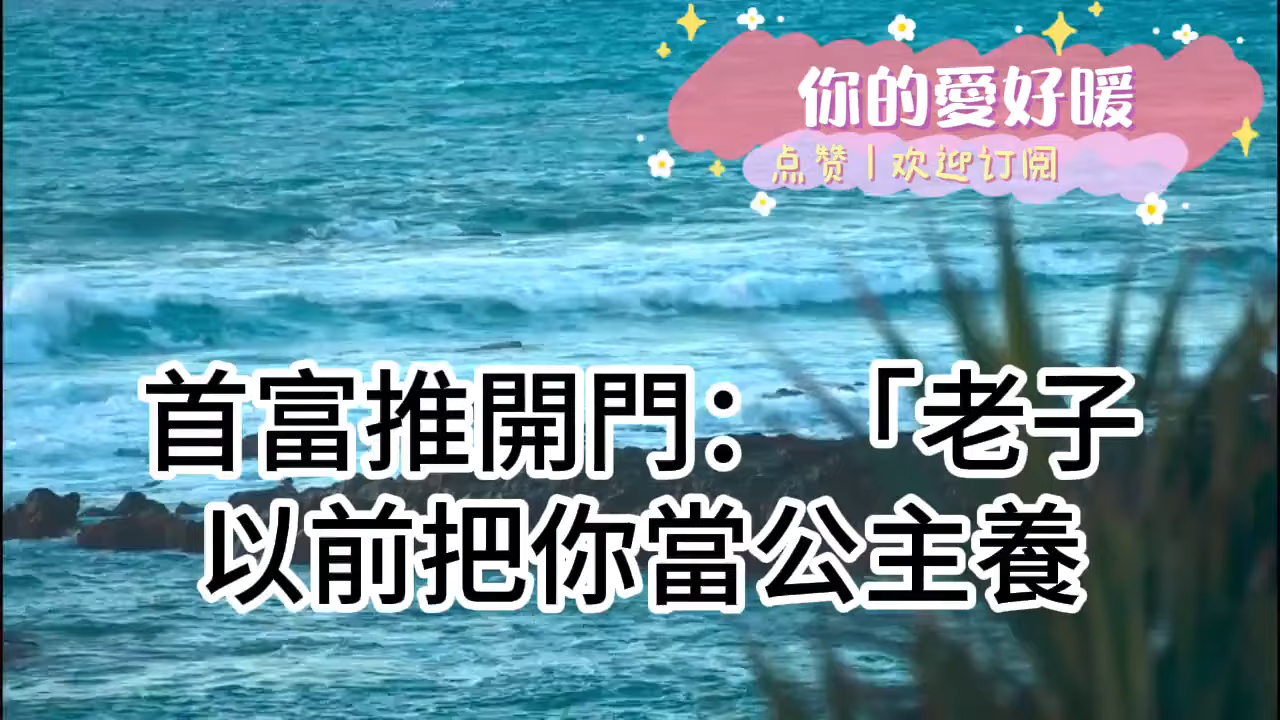 你的愛好暖
点赞 | 欢迎订阅
首富推開門：「老子
以前把你當公主養